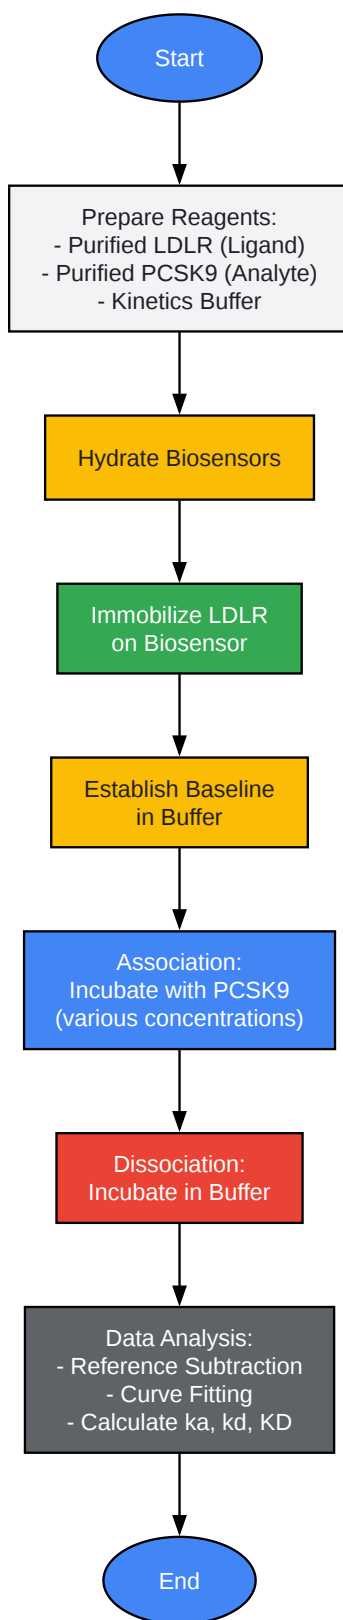 Start
Prepare Reagents:
- Purified LDLR (Ligand)
- Purified PCSK9 (Analyte)
- Kinetics Buffer
Hydrate Biosensors
Immobilize LDLR
on Biosensor
Establish Baseline
in Buffer
Association:
Incubate with PCSK9
(various concentrations)
Dissociation:
Incubate in Buffer
Data Analysis:
- Reference Subtraction
- Curve Fitting
- Calculate ka, kd, KD
End